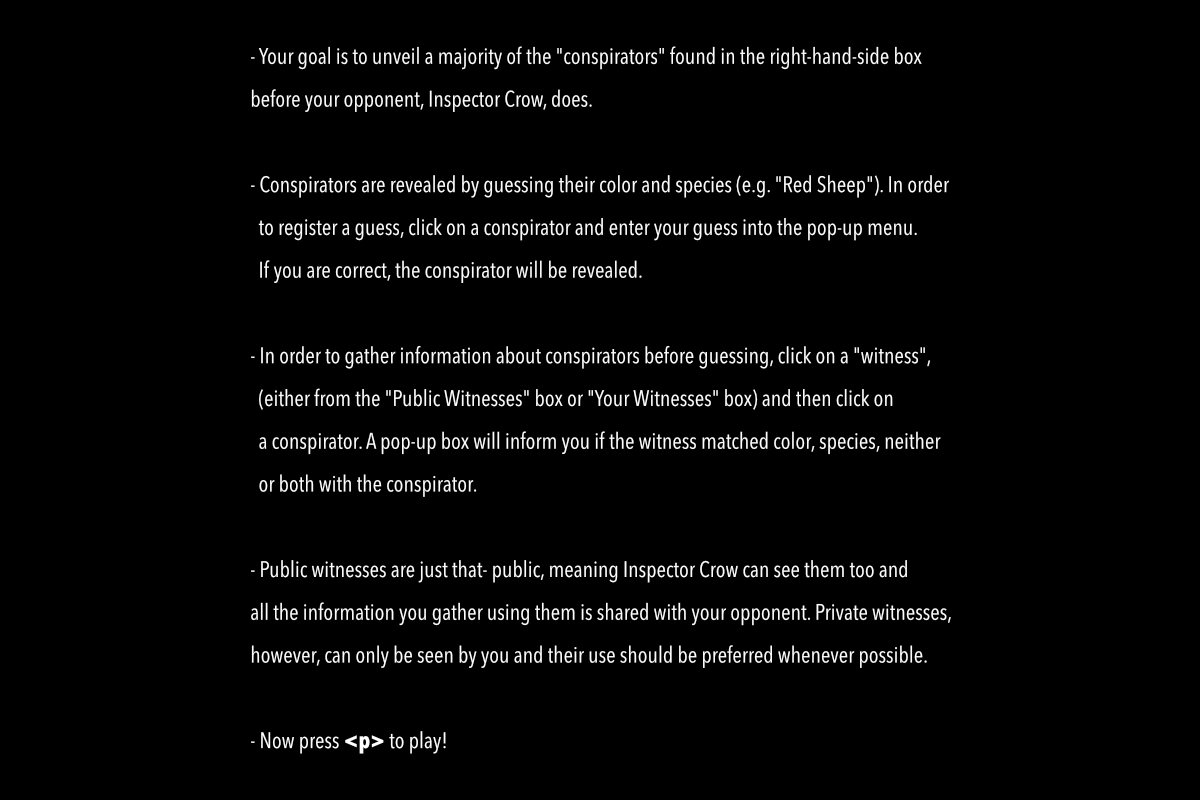 - Your goal is to unveil a majority of the "conspirators" found in the right-hand-side box
before your opponent, Inspector Crow, does.
- Conspirators are revealed by guessing their color and species (e.g. "Red Sheep"). In order
to register a guess, click on a conspirator and enter your guess into the pop-up menu.
If you are correct, the conspirator will be revealed.
- In order to gather information about conspirators before guessing, click on a "witness",
(either from the "Public Witnesses" box or "Your Witnesses" box) and then click on
a conspirator. A pop-up box will inform you if the witness matched color, species, neither
or both with the conspirator.
- Public witnesses are just that- public, meaning Inspector Crow can see them too and
all the information you gather using them is shared with your opponent. Private witnesses,
however, can only be seen by you and their use should be preferred whenever possible.
- Now press <p> to play!